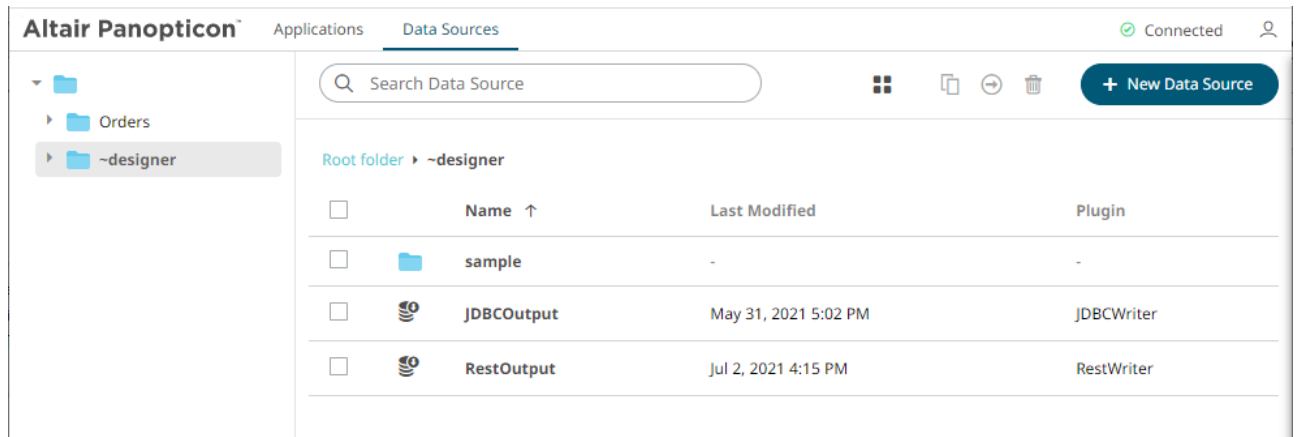 Altair Panopticon™ Applications Data Sources Connected
Search Data Source + New Data Source
Orders
~designer
Root folder ~designer
Name ↑ Last Modified Plugin
sample - -
JDBCOutput May 31, 2021 5:02 PM JDBCWriter
RestOutput Jul 2, 2021 4:15 PM RestWriter